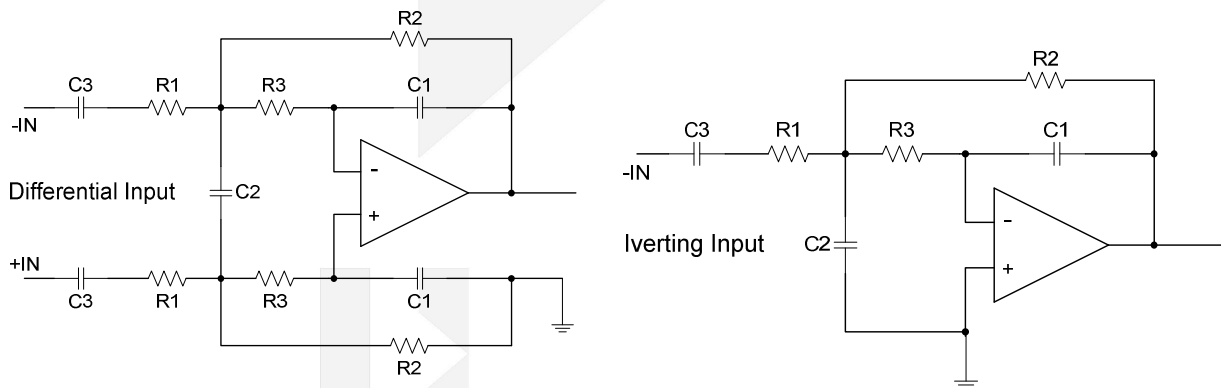 R2
C3 R1 R3 C1
-IN
-
Differential Input
C2
+
+IN
C3 R1 R3 C1
R2
R2
C3 R1 R3 C1
-IN
-
Iverting Input
C2
+